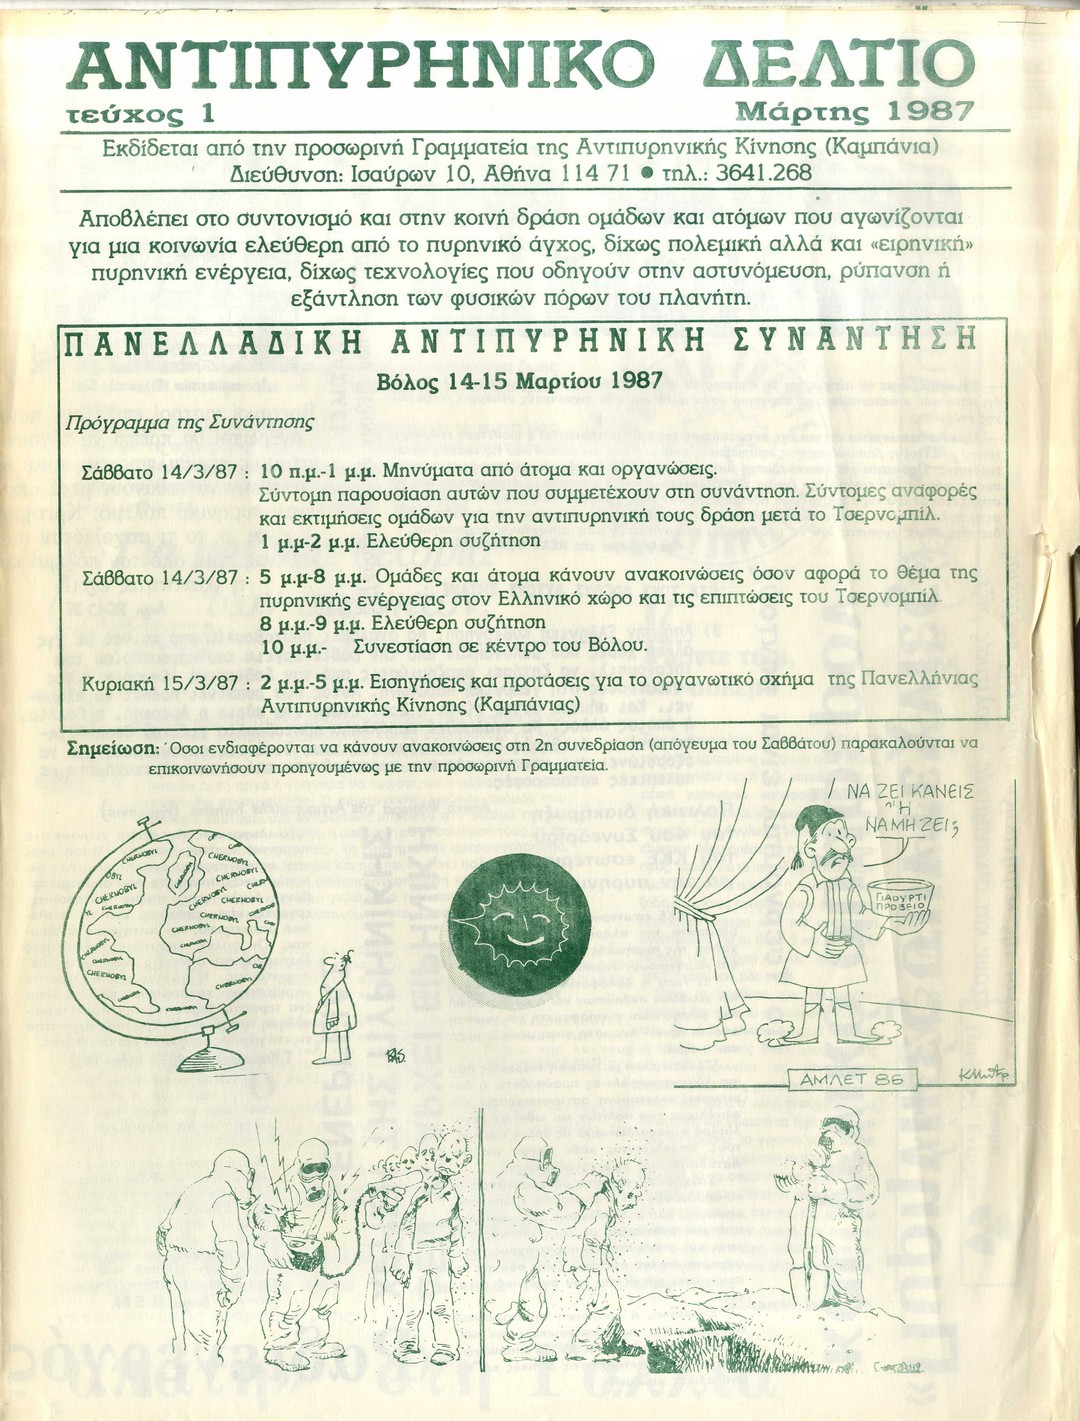 ΑΝΤΙΠΥΡΗΝΙΚΟ ΔΕΛΤΙΟ
τεύχος 1 Μάρτης 1987
Εκδίδεται από την προσωρινή Γραμματεία της Αντιπυρηνικής Κίνησης (Καμπάνια)
Διεύθυνση: Ισαύρων 10, Αθήνα 114 71 ● τηλ.: 3641.268
Αποβλέπει στο συντονισμό και στην κοινή δράση ομάδων και ατόμων που αγωνίζονται
για μια κοινωνία ελεύθερη από το πυρηνικό άγχος, δίχως πολεμική αλλά και «ειρηνική»
πυρηνική ενέργεια, δίχως τεχνολογίες που οδηγούν στην αστυνόμευση, ρύπανση ή
εξάντληση των φυσικών πόρων του πλανήτη.
ΠΑΝΕΛΛΑΔΙΚΗ ΑΝΤΙΠΥΡΗΝΙΚΗ ΣΥΝΑΝΤΗΣΗ
Βόλος 14-15 Μαρτίου 1987
Πρόγραμμα της Συνάντησης
Σάββατο 14/3/87 : 10 π.μ.-1 μ.μ. Μηνύματα από άτομα και οργανώσεις.
Σύντομη παρουσίαση αυτών που συμμετέχουν στη συνάντηση. Σύντομες αναφορές
και εκτιμήσεις ομάδων για την αντιπυρηνική τους δράση μετά το Τσερνομπίλ.
1 μ.μ-2 μ.μ. Ελεύθερη συζήτηση
Σάββατο 14/3/87 : 5 μ.μ-8 μ.μ. Ομάδες και άτομα κάνουν ανακοινώσεις όσον αφορά το θέμα της
πυρηνικής ενέργειας στον Ελληνικό χώρο και τις επιπτώσεις του Τσερνομπίλ.
8 μ.μ.-9 μ.μ. Ελεύθερη συζήτηση
10 μ.μ.- Συνεστίαση σε κέντρο του Βόλου.
Κυριακή 15/3/87 : 2 μ.μ.-5 μ.μ. Εισηγήσεις και προτάσεις για το οργανωτικό σχήμα της Πανελλήνιας
Αντιπυρηνικής Κίνησης (Καμπάνιας)
Σημείωση: Όσοι ενδιαφέρονται να κάνουν ανακοινώσεις στη 2η συνεδρίαση (απόγευμα του Σαββάτου) παρακαλούνται να
επικοινωνήσουν προηγουμένως με την προσωρινή Γραμματεία.
ΝΑ ΖΕΙ ΚΑΝΕΙΣ
Ή
ΝΑ ΜΗ ΖΕΙ;
ΓΙΑΟΥΡΤΙ
ΠΡΟΒΕΙΟ
CHERNOBYL
CHERNOBYL
CHERNOBYL
CHERNOBYL
CHERNOBYL
CHERNOBYL
CHERNOBYL
CHERNOBYL
ΚΑΣ.
ΑΜΛΕΤ 86